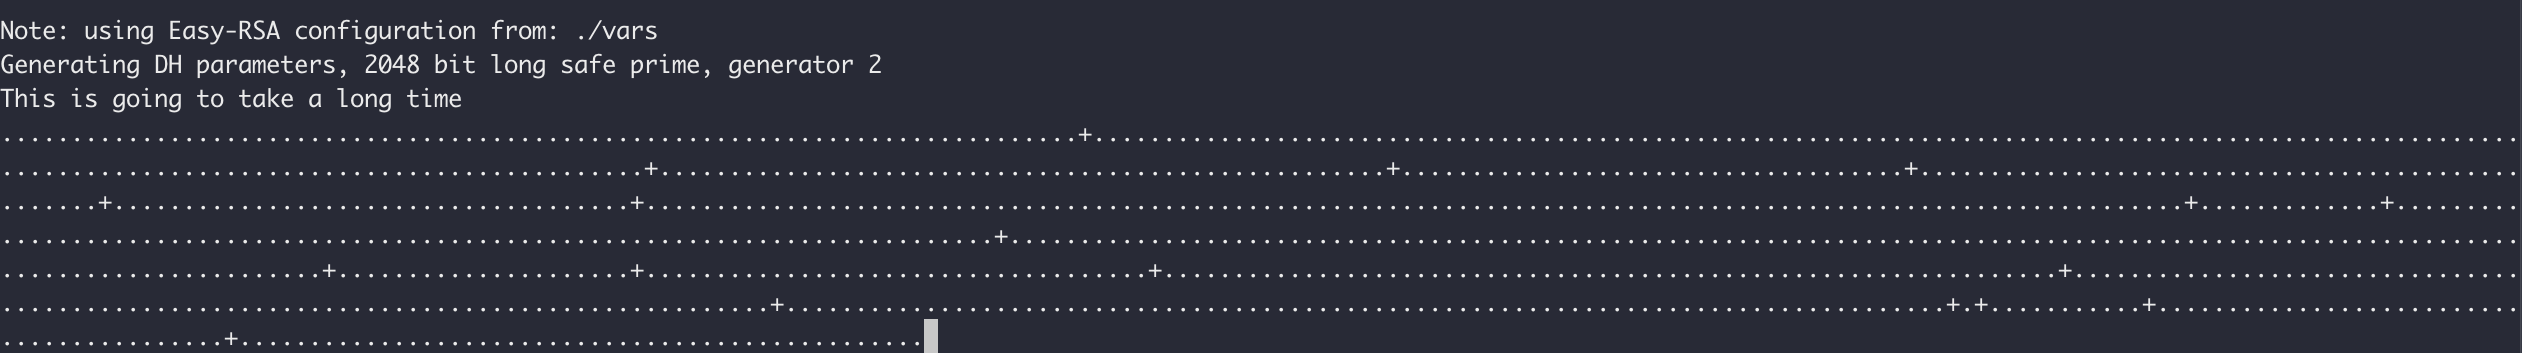 Note: using Easy-RSA configuration from: ./vars
Generating DH parameters, 2048 bit long safe prime, generator 2
This is going to take a long time
.............................................................................+......................................................................................................
..............................................+....................................................+....................................+...........................................
.......+.....................................+..............................................................................................................+.............+.........
.......................................................................+............................................................................................................
.......................+.....................+....................................+................................................................+................................
.......................................................+...................................................................................+.+...........+..........................
................+.................................................